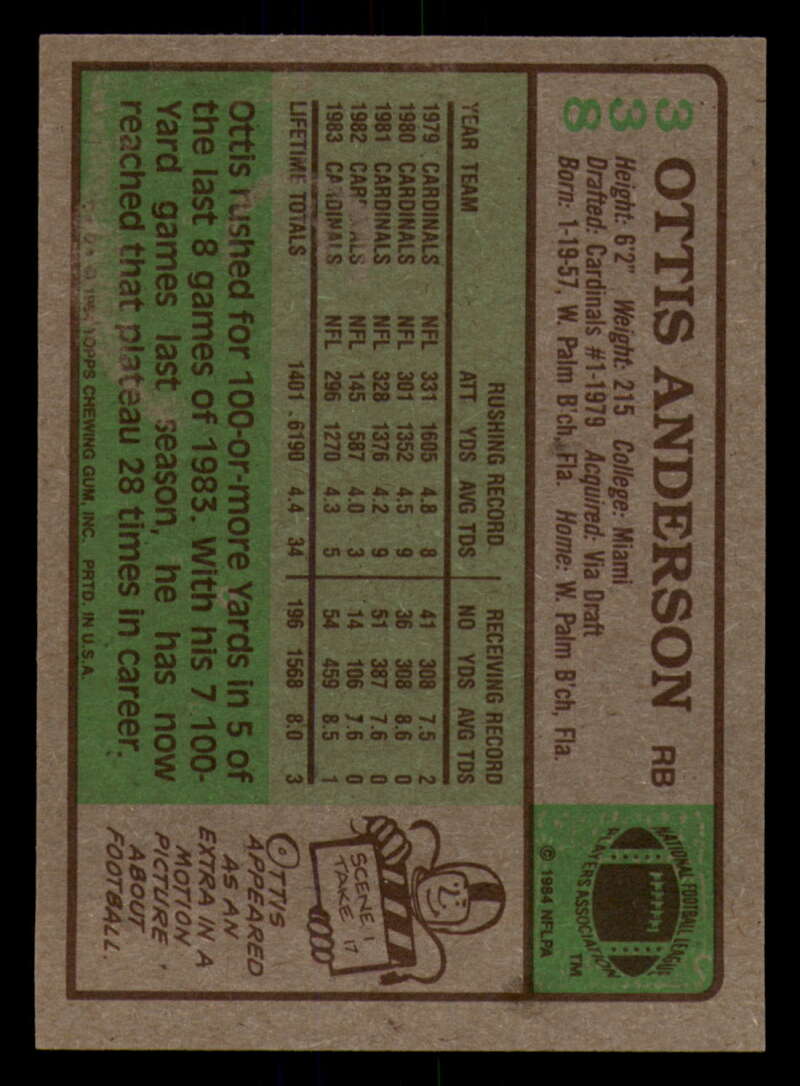 338
OTTIS ANDERSON RB
Height: 6'2" Weight: 215 College: Miami
Drafted: Cardinals #1-1979 Acquired: Via Draft
Born: 1-19-57, W. Palm B'ch, Fla. Home: W. Palm B'ch, Fla.
NATIONAL FOOTBALL LEAGUE
PLAYERS ASSOCIATION
TM
© 1984 NFLPA
RUSHING RECORD RECEIVING RECORD
YEAR TEAM ATT YDS AVG TDS NO YDS AVG TDS
1979 CARDINALS NFL 331 1605 4.8 8 41 308 7.5 2
1980 CARDINALS NFL 301 1352 4.5 9 36 308 8.6 0
1981 CARDINALS NFL 328 1376 4.2 9 51 387 7.6 0
1982 CARDINALS NFL 145 587 4.0 3 14 106 7.6 0
1983 CARDINALS NFL 296 1270 4.3 5 54 459 8.5 1
LIFETIME TOTALS 1401 6190 4.4 34 196 1568 8.0 3
Ottis rushed for 100-or-more Yards in 5 of
the last 8 games of 1983. With his 7 100-
Yard games last season, he has now
reached that plateau 28 times in career.
TOPPS CHEWING GUM, INC. PRTD. IN U.S.A.
SCENE 1
TAKE 17
OTTIS
APPEARED
AS AN
EXTRA IN A
MOTION
PICTURE
ABOUT
FOOTBALL.